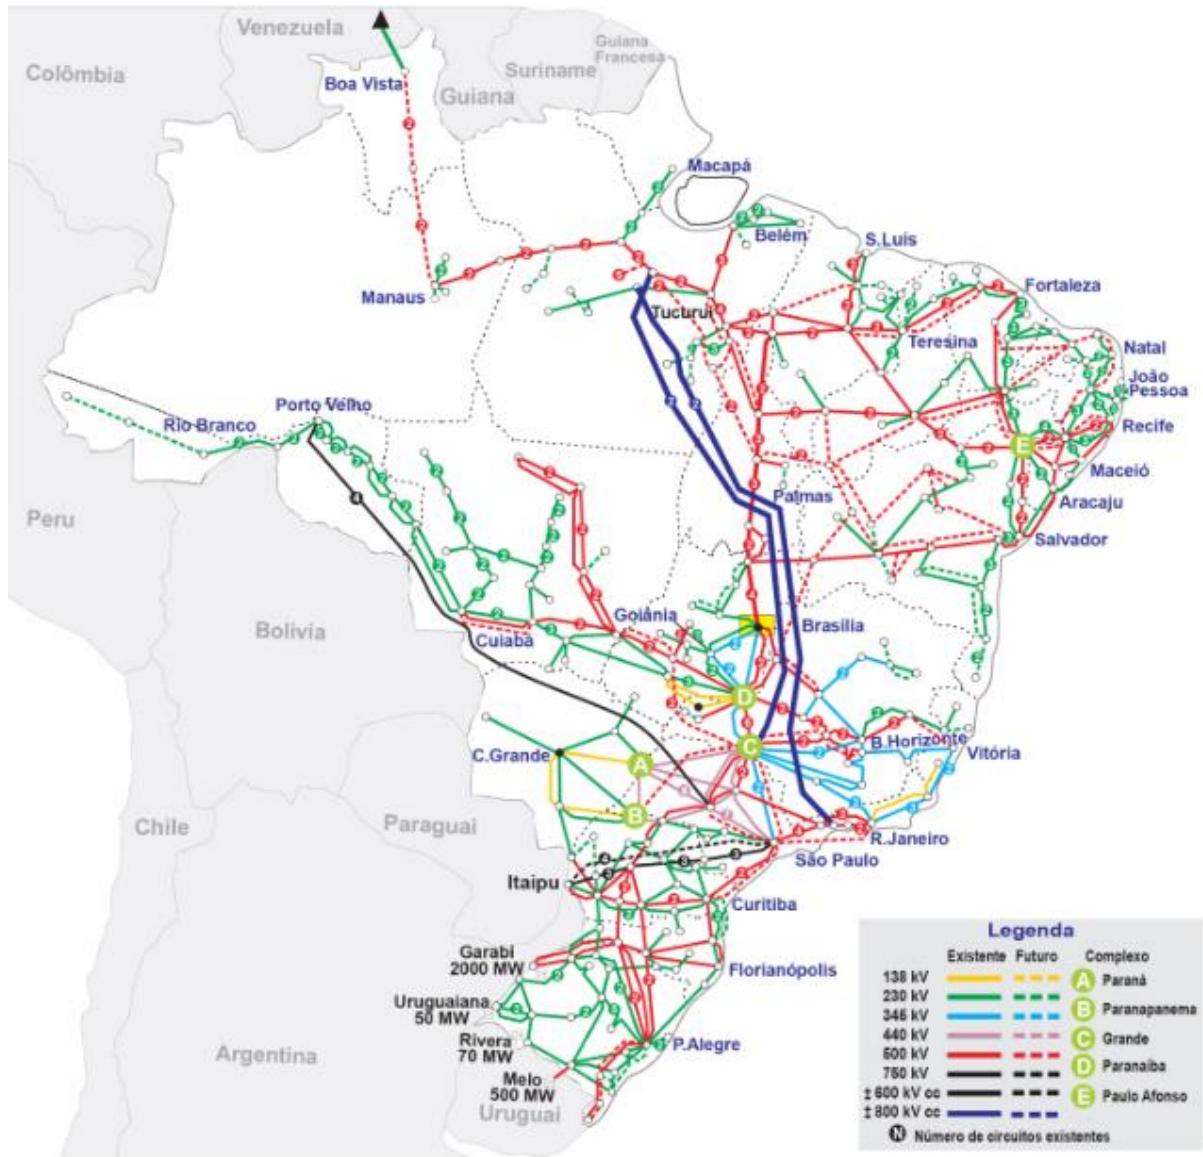 Venezuela
Guiana
Francesa
Colômbia
Suriname
Boa Vista
Guiana
Macapá
Belém
S.Luis
Manaus
Fortaleza
Tucuruí
Teresina
Natal
João
Pessoa
Porto Velho
Rio Branco
Recife
E
Maceió
Palmas
Aracaju
Peru
Salvador
Goiânia
Brasilia
Bolivia
Cuiabá
D
C
B.Horizonte
Vitória
C.Grande
A
B
Chile
Paraguai
R.Janeiro
São Paulo
Itaipu
Curitiba
Garabi
2000 MW
Florianópolis
Uruguaiana
50 MW
Rivera
70 MW
P.Alegre
Argentina
Melo
500 MW
Uruguai
Legenda
Existente Futuro Complexo
138 kV A Paraná
230 kV
345 kV B Paranapanema
440 kV C Grande
500 kV
750 kV D Paranaíba
±600 kV cc E Paulo Afonso
±800 kV cc
N Número de circuitos existentes